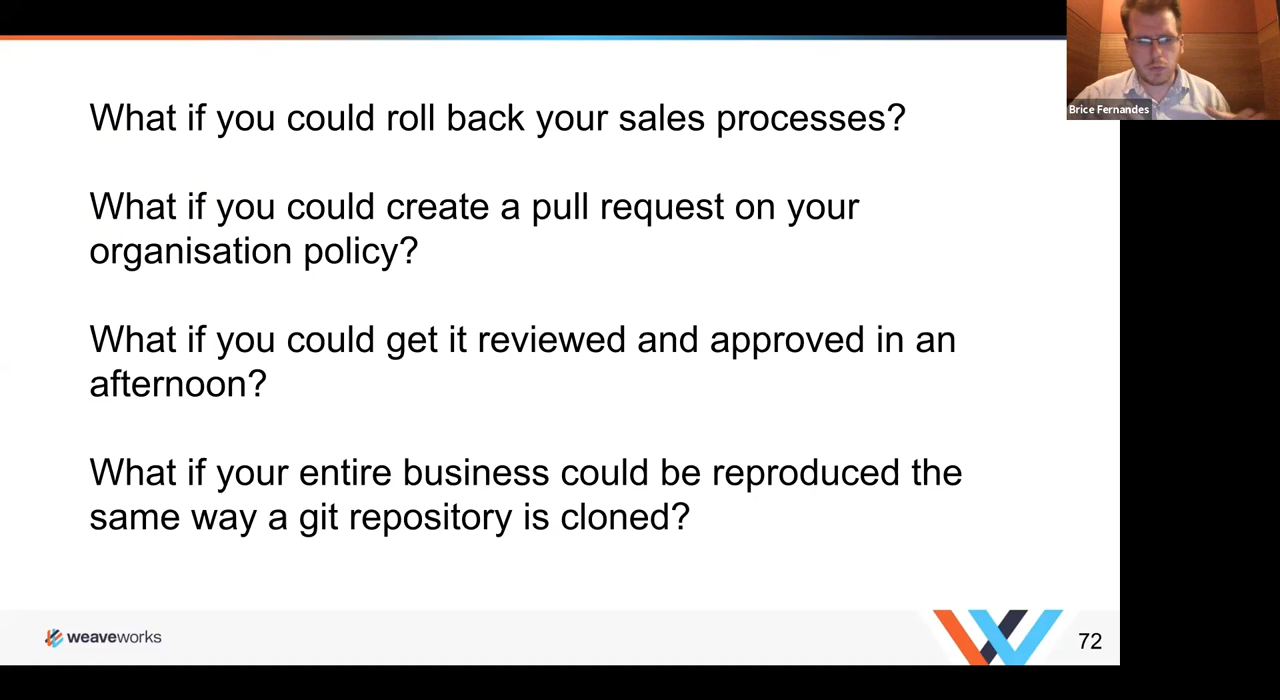 What if you could roll back your sales processes?
What if you could create a pull request on your
organisation policy?
What if you could get it reviewed and approved in an
afternoon?
What if your entire business could be reproduced the
same way a git repository is cloned?
Brice Fernandes
weaveworks
72